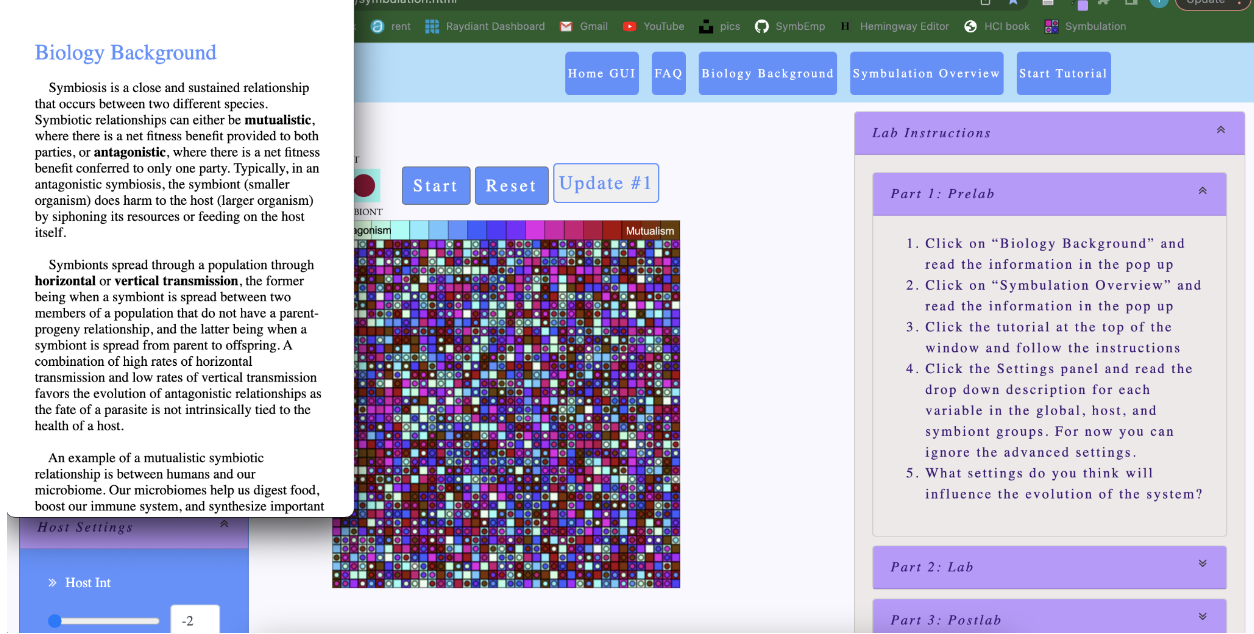 /symbulation.html
Update
rent
Raydiant Dashboard
Gmail
YouTube
pics
SymbEmp
H Hemingway Editor
HCI book
Symbulation
Home GUI
FAQ
Biology Background
Symbulation Overview
Start Tutorial
Biology Background
Symbiosis is a close and sustained relationship
that occurs between two different species.
Symbiotic relationships can either be mutualistic,
where there is a net fitness benefit provided to both
parties, or antagonistic, where there is a net fitness
benefit conferred to only one party. Typically, in an
antagonistic symbiosis, the symbiont (smaller
organism) does harm to the host (larger organism)
by siphoning its resources or feeding on the host
itself.
Symbionts spread through a population through
horizontal or vertical transmission, the former
being when a symbiont is spread between two
members of a population that do not have a parent-
progeny relationship, and the latter being when a
symbiont is spread from parent to offspring. A
combination of high rates of horizontal
transmission and low rates of vertical transmission
favors the evolution of antagonistic relationships as
the fate of a parasite is not intrinsically tied to the
health of a host.
An example of a mutualistic symbiotic
relationship is between humans and our
microbiome. Our microbiomes help us digest food,
boost our immune system, and synthesize important
Host Settings
Host Int
-2
T
BIONT
Start
Reset
Update #1
agonism
Mutualism
Lab Instructions
Part 1: Prelab
1. Click on “Biology Background” and
read the information in the pop up
2. Click on “Symbulation Overview” and
read the information in the pop up
3. Click the tutorial at the top of the
window and follow the instructions
4. Click the Settings panel and read the
drop down description for each
variable in the global, host, and
symbiont groups. For now you can
ignore the advanced settings.
5. What settings do you think will
influence the evolution of the system?
Part 2: Lab
Part 3: Postlab